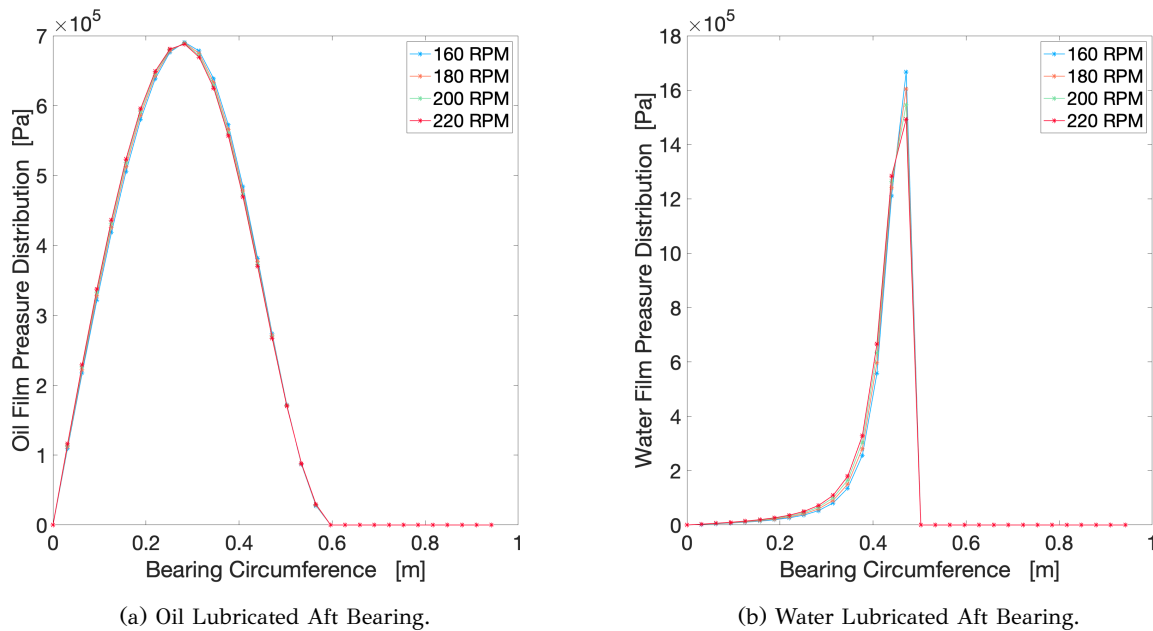 ×10⁵
7
6
5
4
3
2
1
0
Oil Film Preasure Distribution [Pa]
160 RPM
180 RPM
200 RPM
220 RPM
0 0.2 0.4 0.6 0.8 1
Bearing Circumference [m]
(a) Oil Lubricated Aft Bearing.
×10⁵
18
16
14
12
10
8
6
4
2
0
Water Film Preasure Distribution [Pa]
160 RPM
180 RPM
200 RPM
220 RPM
0 0.2 0.4 0.6 0.8 1
Bearing Circumference [m]
(b) Water Lubricated Aft Bearing.